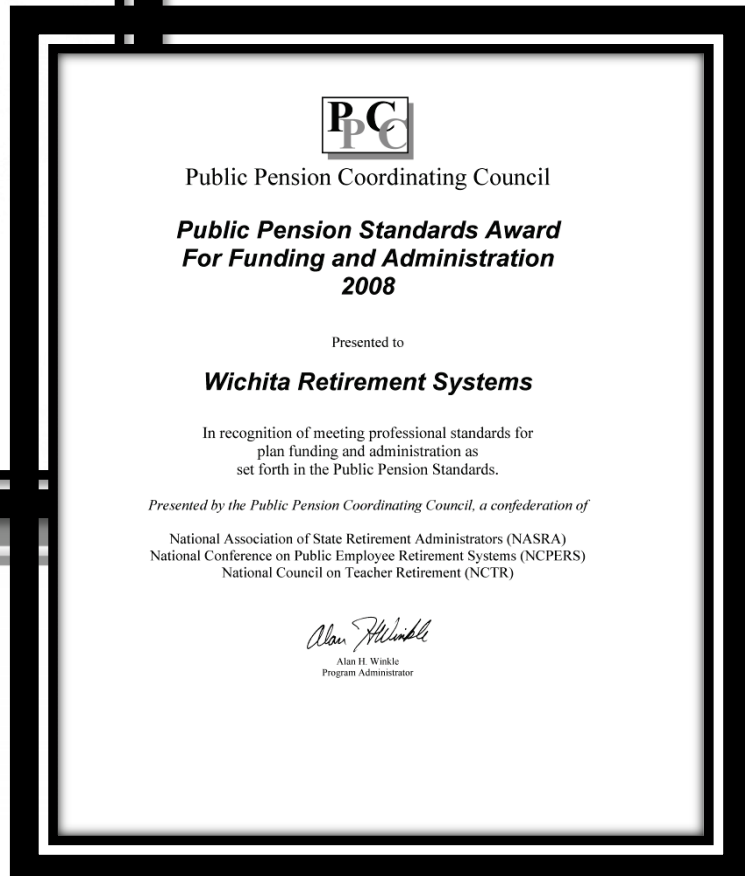 PPCC
Public Pension Coordinating Council
Public Pension Standards Award
For Funding and Administration
2008
Presented to
Wichita Retirement Systems
In recognition of meeting professional standards for
plan funding and administration as
set forth in the Public Pension Standards.
Presented by the Public Pension Coordinating Council, a confederation of
National Association of State Retirement Administrators (NASRA)
National Conference on Public Employee Retirement Systems (NCPERS)
National Council on Teacher Retirement (NCTR)
Alan H Winkle
Alan H. Winkle
Program Administrator